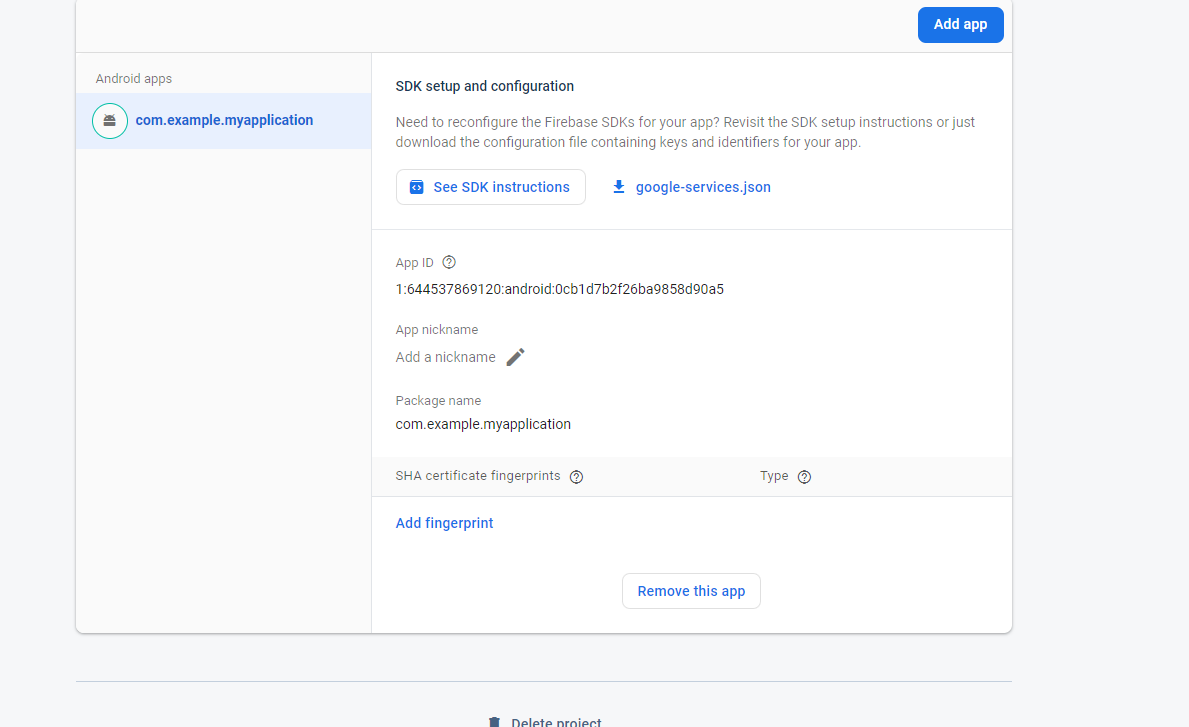 Add app
Android apps
com.example.myapplication
SDK setup and configuration
Need to reconfigure the Firebase SDKs for your app? Revisit the SDK setup instructions or just
download the configuration file containing keys and identifiers for your app.
See SDK instructions
google-services.json
App ID
1:644537869120:android:0cb1d7b2f26ba9858d90a5
App nickname
Add a nickname
Package name
com.example.myapplication
SHA certificate fingerprints
Type
Add fingerprint
Remove this app
Delete project